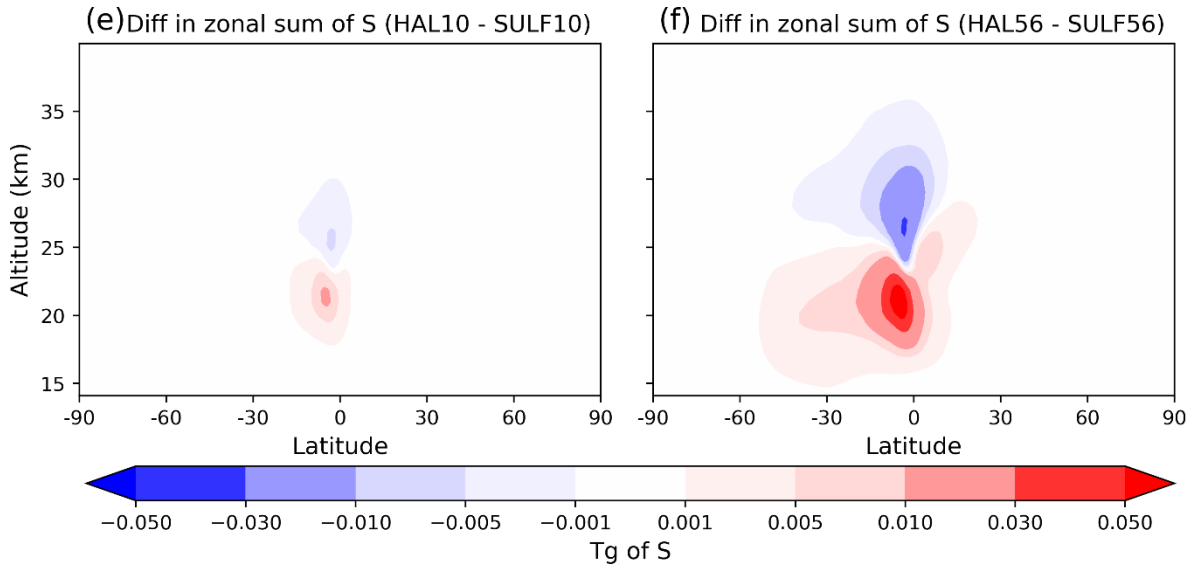 (e) Diff in zonal sum of S (HAL10 - SULF10)
(f) Diff in zonal sum of S (HAL56 - SULF56)
Altitude (km)
35
30
25
20
15
-90 -60 -30 0 30 60 90
-90 -60 -30 0 30 60 90
Latitude
Latitude
−0.050 −0.030 −0.010 −0.005 −0.001 0.001 0.005 0.010 0.030 0.050
Tg of S